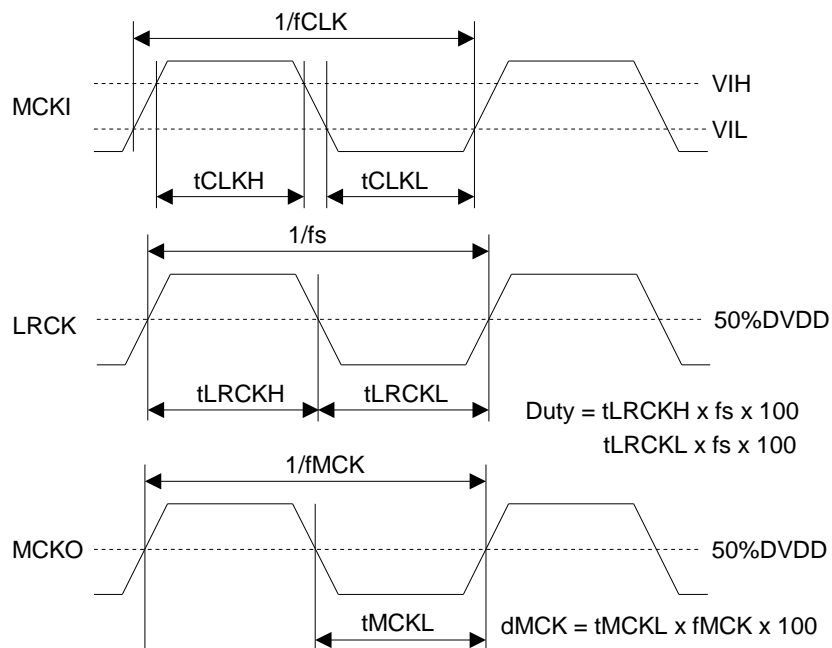 1/fCLK
MCKI
VIH
VIL
tCLKH
tCLKL
1/fs
LRCK
50%DVDD
tLRCKH
tLRCKL
Duty = tLRCKH x fs x 100
tLRCKL x fs x 100
1/fMCK
MCKO
50%DVDD
tMCKL
dMCK = tMCKL x fMCK x 100